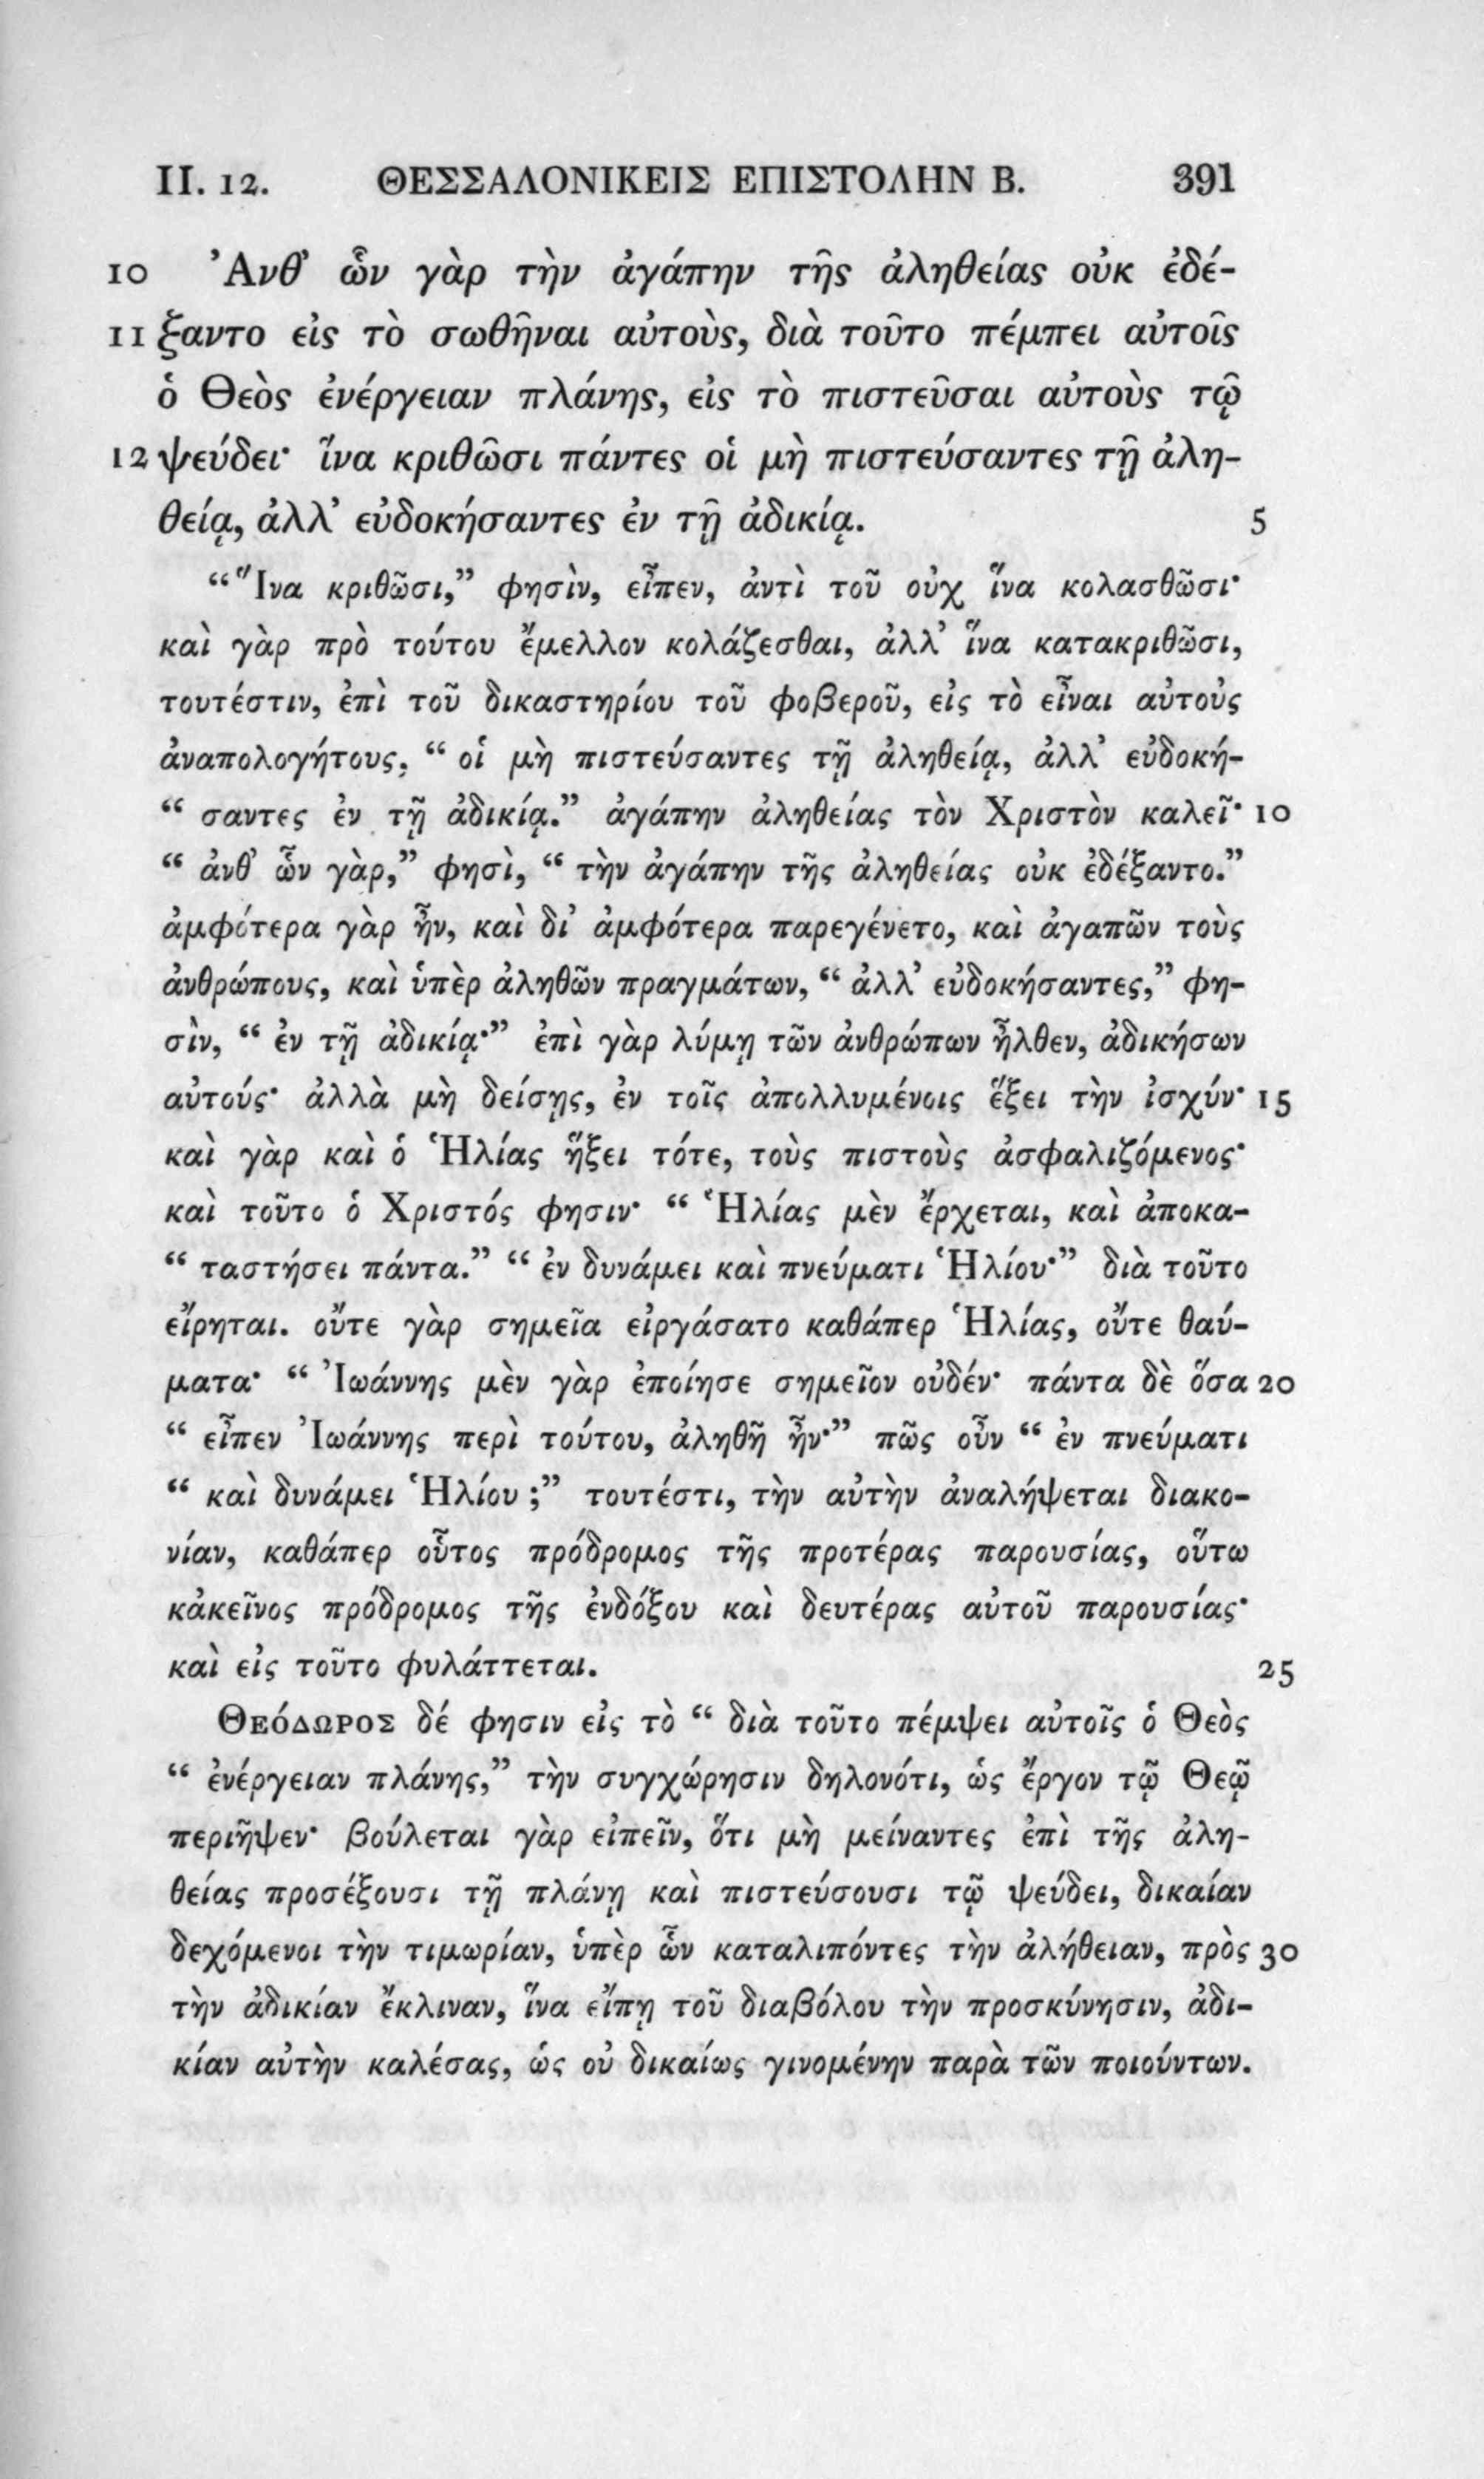 II. 12. ΘΕΣΣΑΛΟΝΙΚΕΙΣ ΕΠΙΣΤΟΛΗΝ Β. 391
10 Ἀνθ’ ὧν γὰρ τὴν ἀγάπην τῆς ἀληθείας οὐκ ἐδέ-
11 ξαντο εἰς τὸ σωθῆναι αὐτοὺς, διὰ τοῦτο πέμπει αὐτοῖς
ὁ Θεὸς ἐνέργειαν πλάνης, εἰς τὸ πιστεῦσαι αὐτοὺς τῷ
12 ψεύδει· ἵνα κριθῶσι πάντες οἱ μὴ πιστεύσαντες τῇ ἀλη-
θείᾳ, ἀλλ’ εὐδοκήσαντες ἐν τῇ ἀδικίᾳ. 5
“ Ἵνα κριθῶσι,” φησὶν, εἶπεν, ἀντὶ τοῦ οὐχ ἵνα κολασθῶσι·
καὶ γὰρ πρὸ τούτου ἔμελλον κολάζεσθαι, ἀλλ’ ἵνα κατακριθῶσι,
τουτέστιν, ἐπὶ τοῦ δικαστηρίου τοῦ φοβεροῦ, εἰς τὸ εἶναι αὐτοὺς
ἀναπολογήτους, “ οἱ μὴ πιστεύσαντες τῇ ἀληθείᾳ, ἀλλ’ εὐδοκή-
“ σαντες ἐν τῇ ἀδικίᾳ.” ἀγάπην ἀληθείας τὸν Χριστὸν καλεῖ· 10
“ ἀνθ’ ὧν γὰρ,” φησὶ, “ τὴν ἀγάπην τῆς ἀληθείας οὐκ ἐδέξαντο.”
ἀμφότερα γὰρ ἦν, καὶ δι’ ἀμφότερα παρεγένετο, καὶ ἀγαπῶν τοὺς
ἀνθρώπους, καὶ ὑπὲρ ἀληθῶν πραγμάτων, “ ἀλλ’ εὐδοκήσαντες,” φη-
σὶν, “ ἐν τῇ ἀδικίᾳ·” ἐπὶ γὰρ λύμῃ τῶν ἀνθρώπων ἦλθεν, ἀδικήσων
αὐτούς· ἀλλὰ μὴ δείσῃς, ἐν τοῖς ἀπολλυμένοις ἕξει τὴν ἰσχύν· 15
καὶ γὰρ καὶ ὁ Ἡλίας ἥξει τότε, τοὺς πιστοὺς ἀσφαλιζόμενος·
καὶ τοῦτο ὁ Χριστός φησιν· “ Ἡλίας μὲν ἔρχεται, καὶ ἀποκα-
“ ταστήσει πάντα.” “ ἐν δυνάμει καὶ πνεύματι Ἡλίου·” διὰ τοῦτο
εἴρηται. οὔτε γὰρ σημεῖα εἰργάσατο καθάπερ Ἡλίας, οὔτε θαύ-
ματα· “ Ἰωάννης μὲν γὰρ ἐποίησε σημεῖον οὐδέν· πάντα δὲ ὅσα 20
“ εἶπεν Ἰωάννης περὶ τούτου, ἀληθῆ ἦν·” πῶς οὖν “ ἐν πνεύματι
“ καὶ δυνάμει Ἡλίου ;” τουτέστι, τὴν αὐτὴν ἀναλήψεται διακο-
νίαν, καθάπερ οὗτος πρόδρομος τῆς προτέρας παρουσίας, οὕτω
κἀκεῖνος πρόδρομος τῆς ἐνδόξου καὶ δευτέρας αὐτοῦ παρουσίας·
καὶ εἰς τοῦτο φυλάττεται. 25
Θεόδωρος δέ φησιν εἰς τὸ “ διὰ τοῦτο πέμψει αὐτοῖς ὁ Θεὸς
“ ἐνέργειαν πλάνης,” τὴν συγχώρησιν δηλονότι, ὡς ἔργον τῷ Θεῷ
περιῆψεν· βούλεται γὰρ εἰπεῖν, ὅτι μὴ μείναντες ἐπὶ τῆς ἀλη-
θείας προσέξουσι τῇ πλάνῃ καὶ πιστεύσουσι τῷ ψεύδει, δικαίαν
δεχόμενοι τὴν τιμωρίαν, ὑπὲρ ὧν καταλιπόντες τὴν ἀλήθειαν, πρὸς 30
τὴν ἀδικίαν ἔκλιναν, ἵνα εἴπῃ τοῦ διαβόλου τὴν προσκύνησιν, ἀδι-
κίαν αὐτὴν καλέσας, ὡς οὐ δικαίως γινομένην παρὰ τῶν ποιούντων.